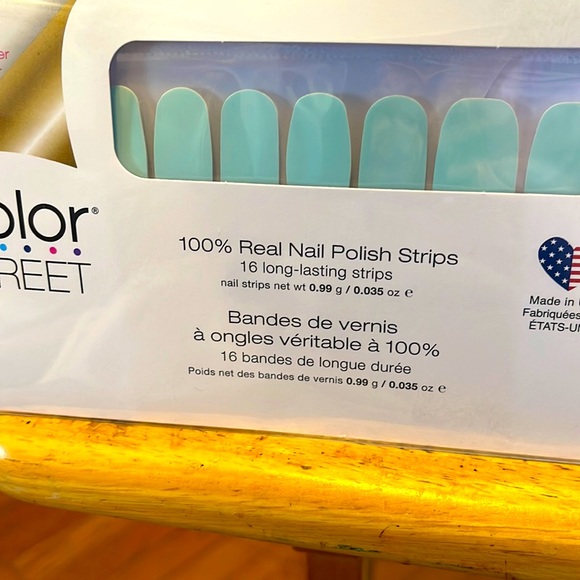 er
olor®
REET
100% Real Nail Polish Strips
16 long-lasting strips
nail strips net wt 0.99 g / 0.035 oz e
Bandes de vernis
à ongles véritable à 100%
16 bandes de longue durée
Poids net des bandes de vernis 0.99 g / 0.035 oz e
Made in
Fabriquées
ÉTATS-UN